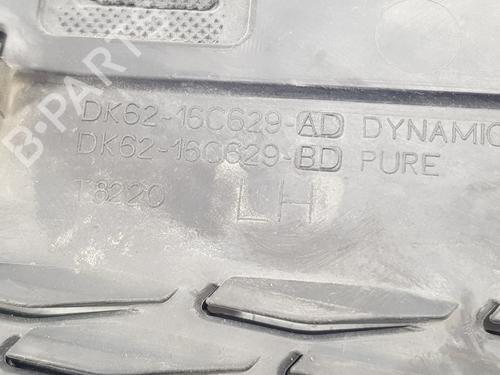 DK62-16C629-AD DYNAMIC
DK62-16C629-BD PURE
T8220 LH
B-PARTS